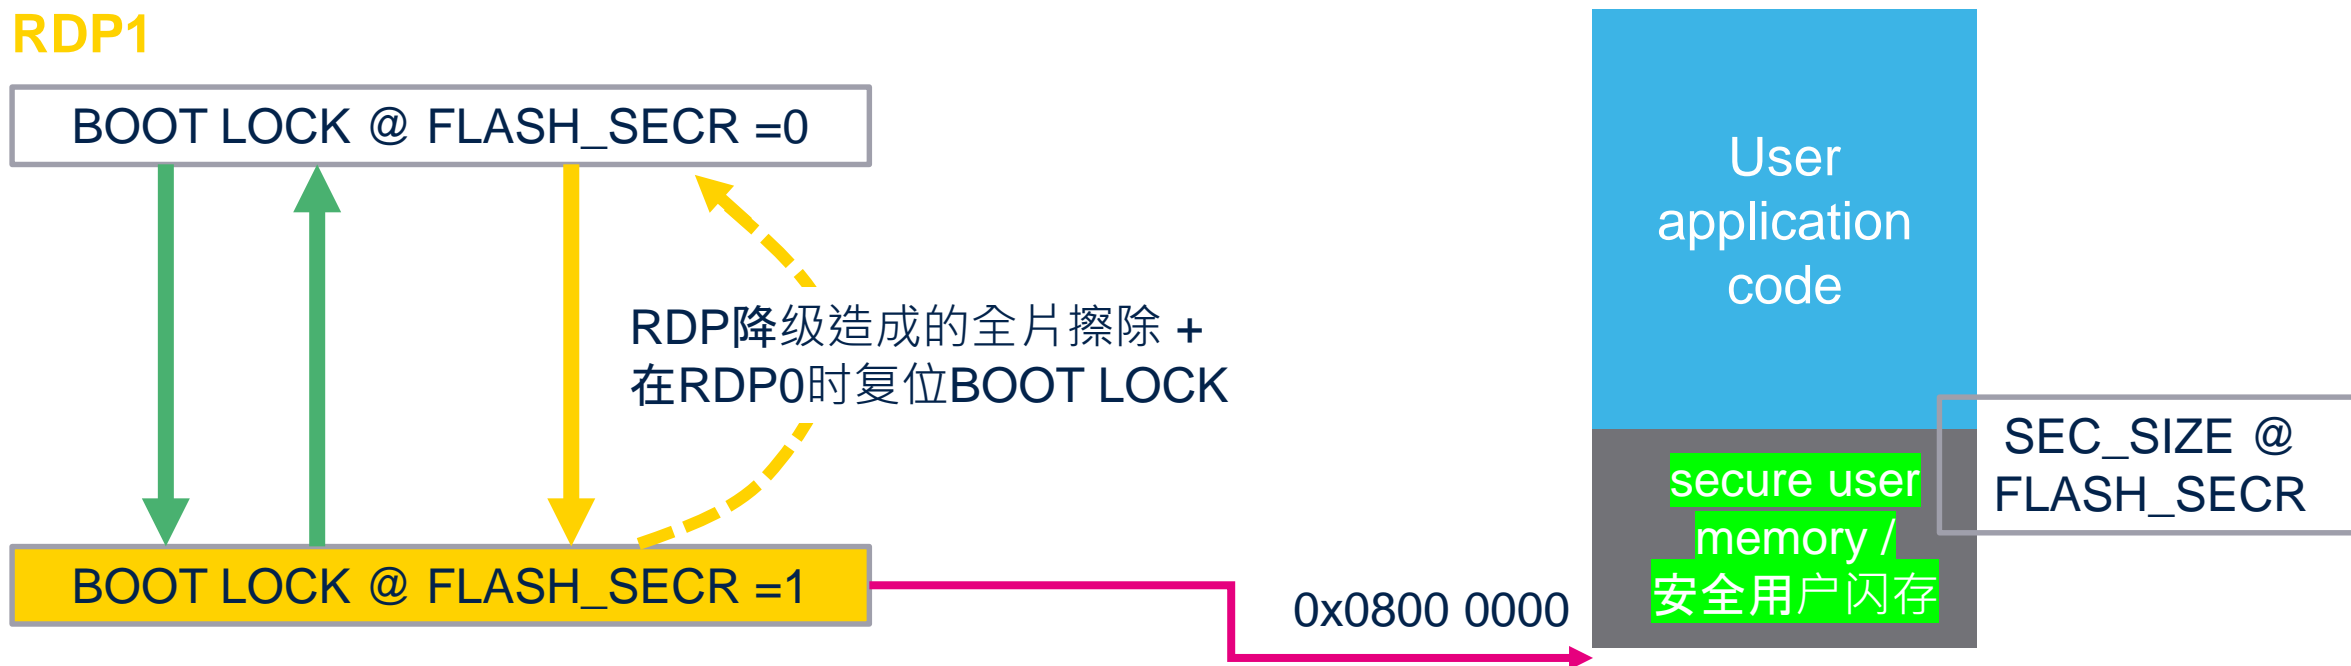 RDP1
BOOT LOCK @ FLASH_SECR =0
RDP降级造成的全片擦除 +
在RDP0时复位BOOT LOCK
BOOT LOCK @ FLASH_SECR =1
0x0800 0000
User
application
code
secure user
memory /
安全用户闪存
SEC_SIZE @
FLASH_SECR